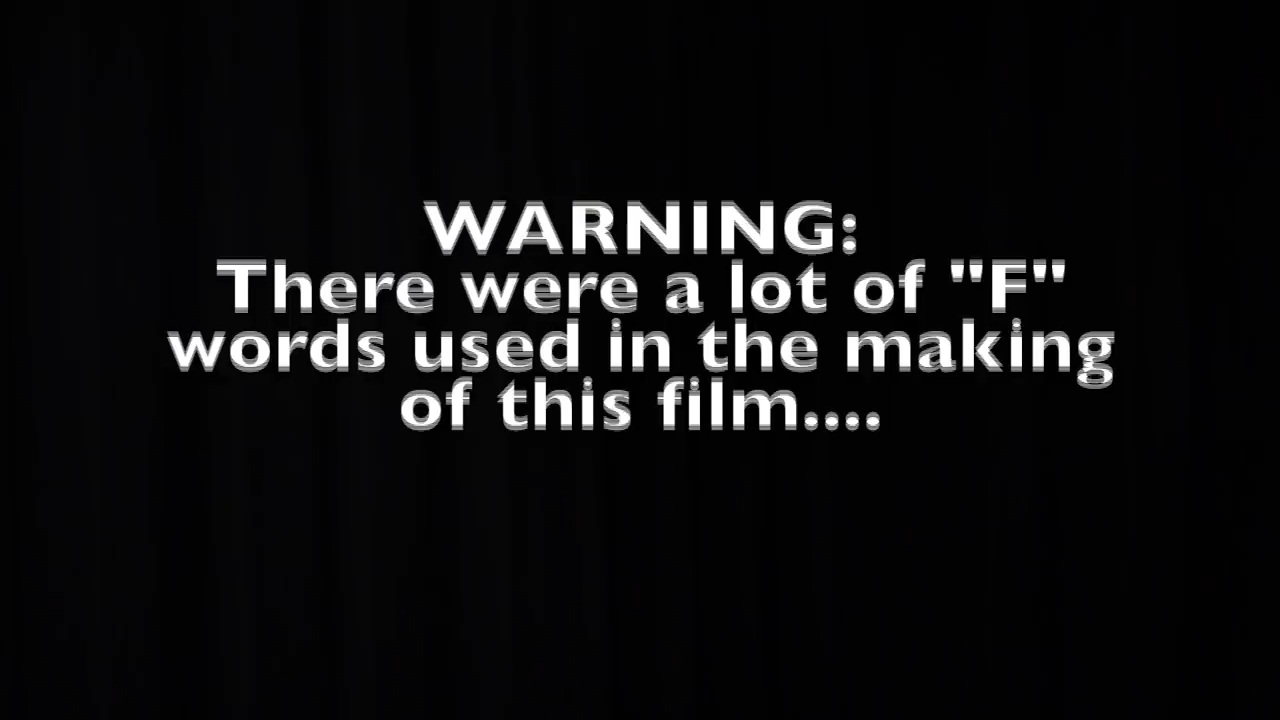 WARNING:
There were a lot of "F"
words used in the making
of this film....